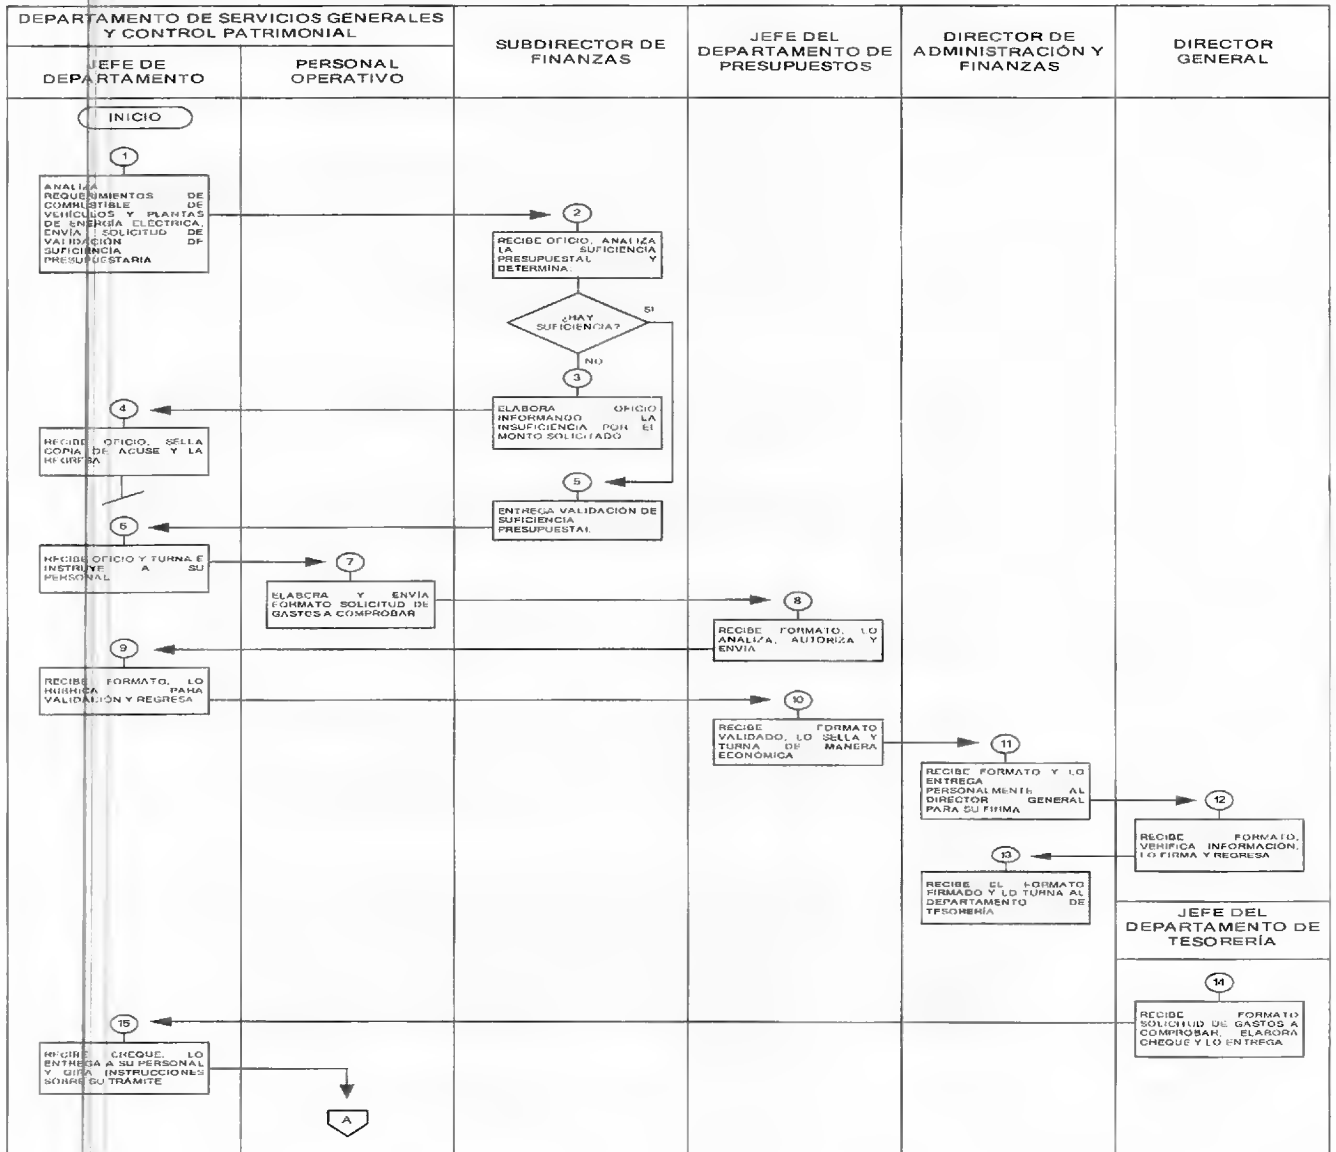 DEPARTAMENTO DE SERVICIOS GENERALES
Y CONTROL PATRIMONIAL
JEFE DE
DEPARTAMENTO
PERSONAL
OPERATIVO
SUBDIRECTOR DE
FINANZAS
JEFE DEL
DEPARTAMENTO DE
PRESUPUESTOS
DIRECTOR DE
ADMINISTRACIÓN Y
FINANZAS
DIRECTOR
GENERAL
INICIO
1
ANALIZA
REQUERIMIENTOS DE
COMBUSTIBLE DE
VEHÍCULOS Y PLANTAS
DE ENERGÍA ELÉCTRICA,
ENVÍA SOLICITUD DE
VALIDACIÓN DE
SUFICIENCIA
PRESUPUESTARIA
2
RECIBE OFICIO, ANALIZA
LA SUFICIENCIA
PRESUPUESTAL Y
DETERMINA:
¿HAY
SUFICIENCIA?
SI
NO
3
ELABORA OFICIO
INFORMANDO LA
INSUFICIENCIA POR EL
MONTO SOLICITADO
4
RECIBE OFICIO, SELLA
COPIA DE ACUSE Y LA
REGRESA
5
ENTREGA VALIDACIÓN DE
SUFICIENCIA
PRESUPUESTAL
6
RECIBE OFICIO Y TURNA E
INSTRUYE A SU
PERSONAL
7
ELABORA Y ENVÍA
FORMATO SOLICITUD DE
GASTOS A COMPROBAR
8
RECIBE FORMATO, LO
ANALIZA, AUTORIZA Y
ENVÍA
9
RECIBE FORMATO, LO
RUBRICA PARA
VALIDACIÓN Y REGRESA
10
RECIBE FORMATO
VALIDADO, LO SELLA Y
TURNA DE MANERA
ECONÓMICA
11
RECIBE FORMATO Y LO
ENTREGA
PERSONALMENTE AL
DIRECTOR GENERAL
PARA SU FIRMA
12
RECIBE FORMATO,
VERIFICA INFORMACIÓN,
LO FIRMA Y REGRESA
13
RECIBE EL FORMATO
FIRMADO Y LO TURNA AL
DEPARTAMENTO DE
TESORERÍA
JEFE DEL
DEPARTAMENTO DE
TESORERÍA
14
RECIBE FORMATO
SOLICITUD DE GASTOS A
COMPROBAR, ELABORA
CHEQUE Y LO ENTREGA
15
RECIBE CHEQUE, LO
ENTREGA A SU PERSONAL
Y GIRA INSTRUCCIONES
SOBRE SU TRÁMITE
A